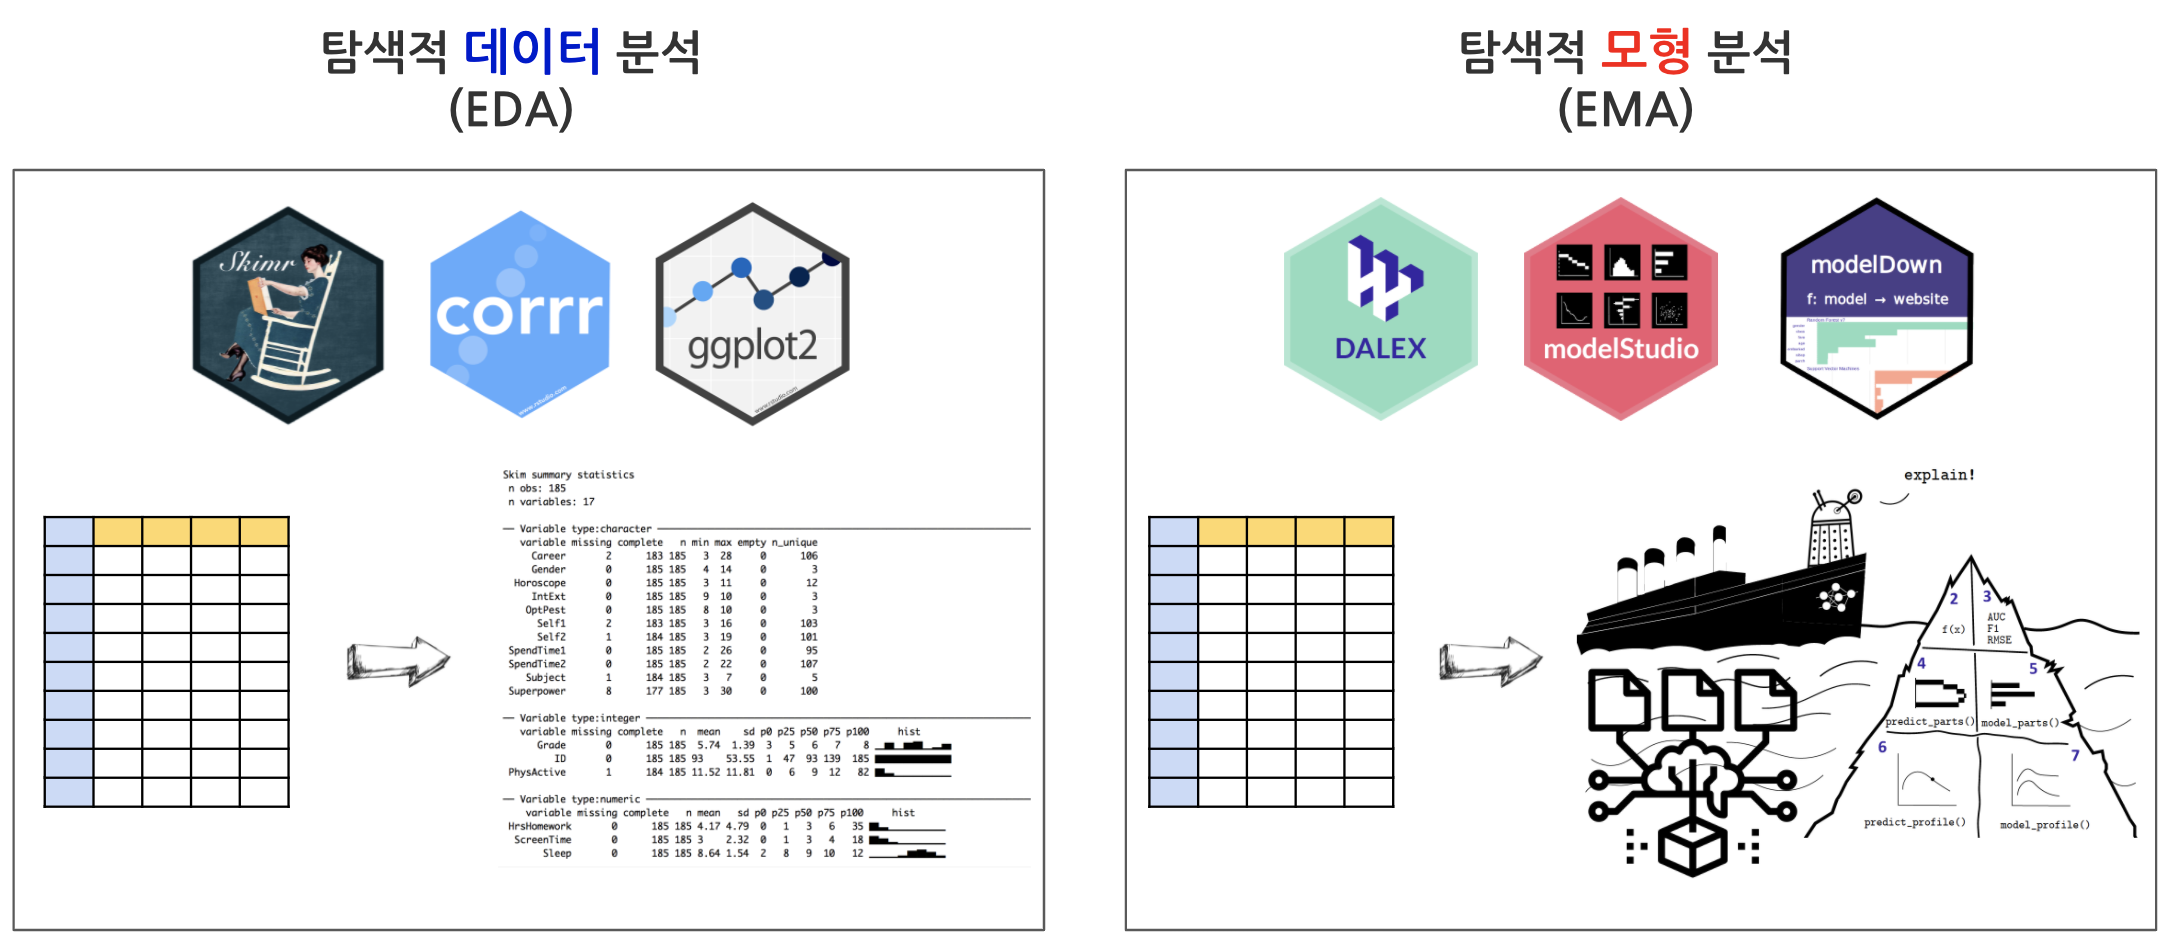 탐색적 데이터 분석
(EDA)
Skimr
corrr
www.rstudio.com
ggplot2
www.rstudio.com
Skim summary statistics
n obs: 185
n variables: 17
Variable type:character
variable missing complete n min max empty n_unique
Career 2 183 185 3 28 0 106
Gender 0 185 185 4 14 0 3
Horoscope 0 185 185 3 11 0 12
IntExt 0 185 185 9 10 0 3
OptPest 0 185 185 8 10 0 3
Self1 2 183 185 3 16 0 103
Self2 1 184 185 3 19 0 101
SpendTime1 0 185 185 2 26 0 95
SpendTime2 0 185 185 2 22 0 107
Subject 1 184 185 3 7 0 5
Superpower 8 177 185 3 30 0 100
Variable type:integer
variable missing complete n mean sd p0 p25 p50 p75 p100 hist
Grade 0 185 185 5.74 1.39 3 5 6 7 8
ID 0 185 185 93 53.55 1 47 93 139 185
PhysActive 1 184 185 11.52 11.81 0 6 9 12 82
Variable type:numeric
variable missing complete n mean sd p0 p25 p50 p75 p100 hist
HrsHomework 0 185 185 4.17 4.79 0 1 3 6 35
ScreenTime 0 185 185 3 2.32 0 1 3 4 18
Sleep 0 185 185 8.64 1.54 2 8 9 10 12
탐색적 모형 분석
(EMA)
DALEX
modelStudio
modelDown
f: model → website
Support Vector Machines
explain!
2 3
f(x)
AUC
F1
RMSE
4 5
predict_parts() model_parts()
6 7
predict_profile() model_profile()